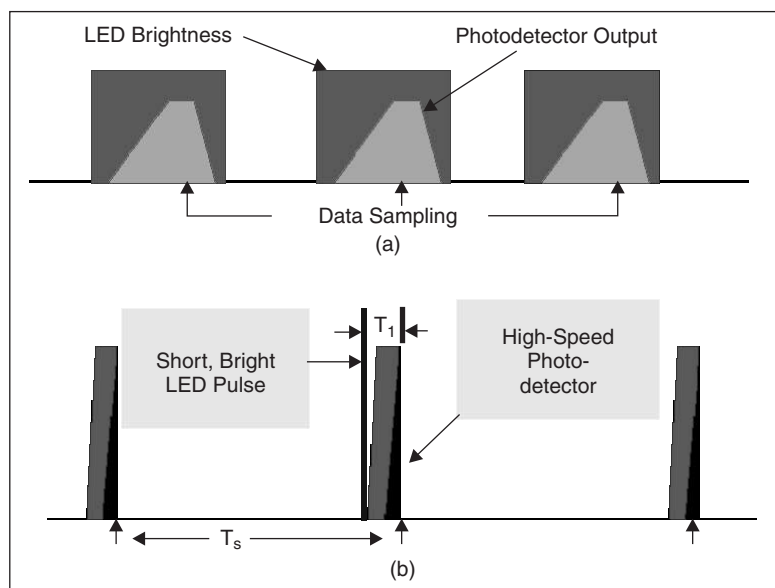 LED Brightness
Photodetector Output
Data Sampling
(a)
T1
Short, Bright
LED Pulse
High-Speed
Photo-
detector
Ts
(b)